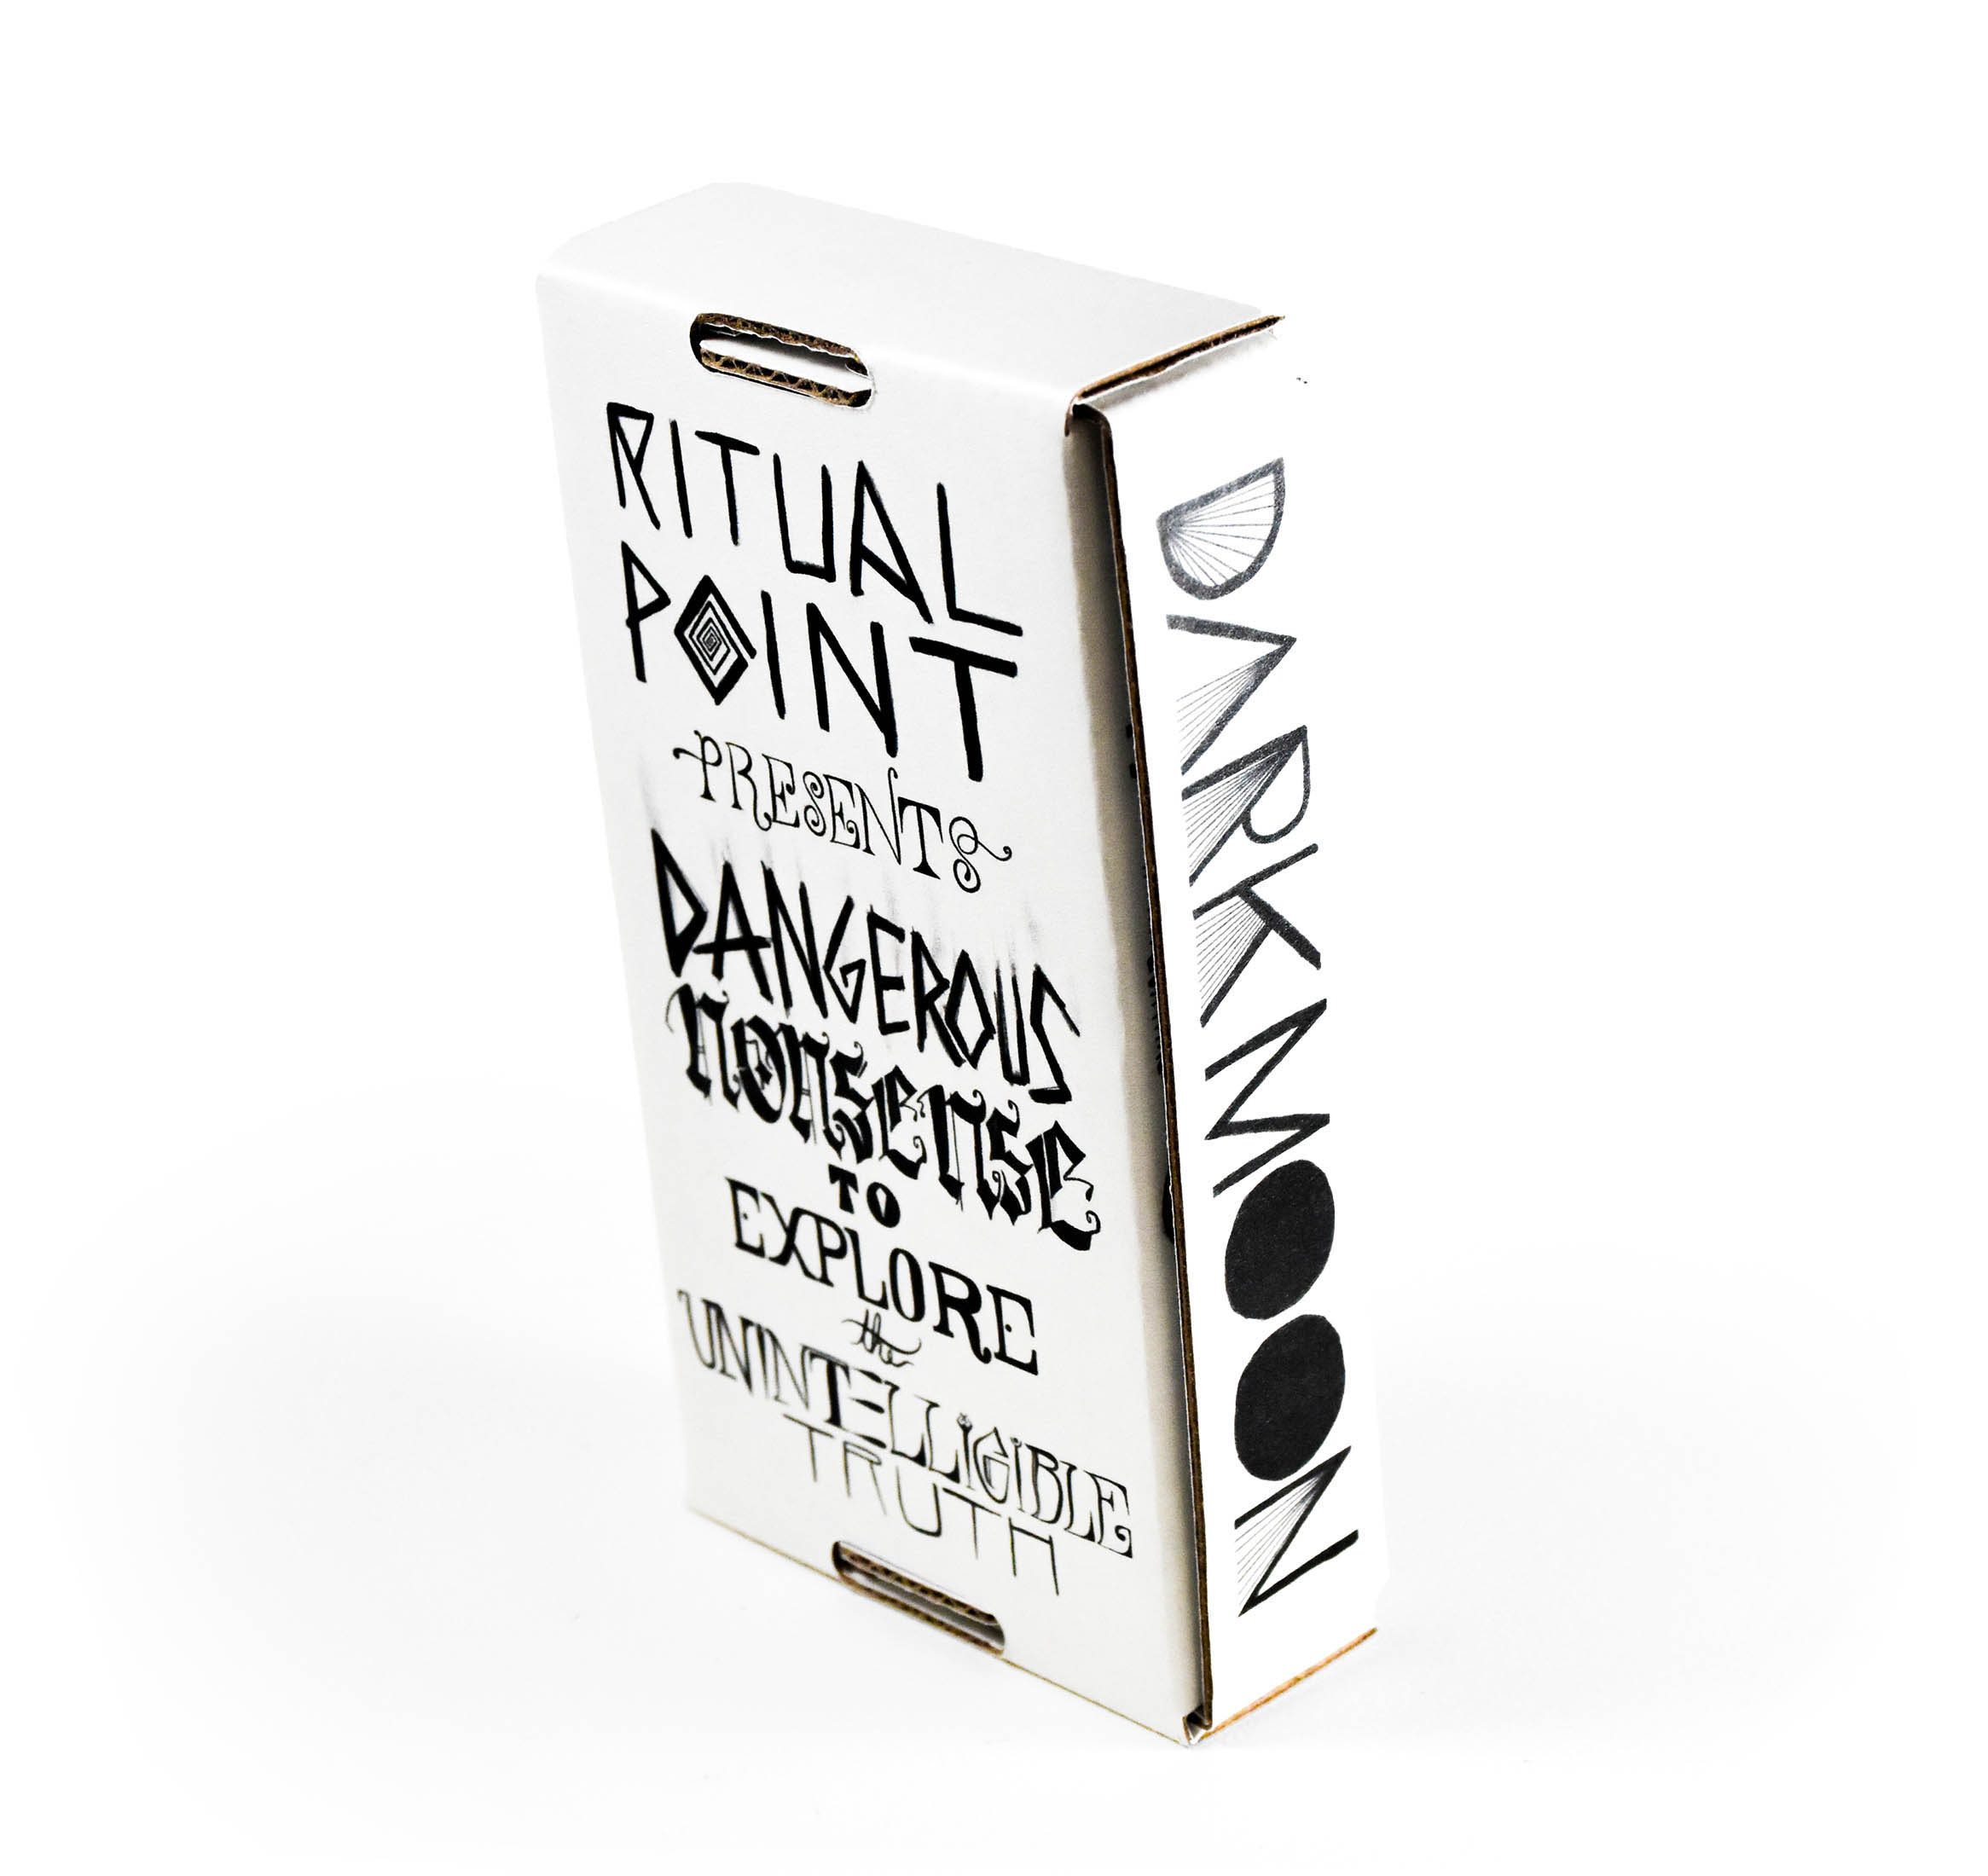 RITUAL
POINT
PRESENTS
DANGEROUS
NONSENSE
TO
EXPLORE
the
UNINTELLIGIBLE
TRUTH
DARK MOON